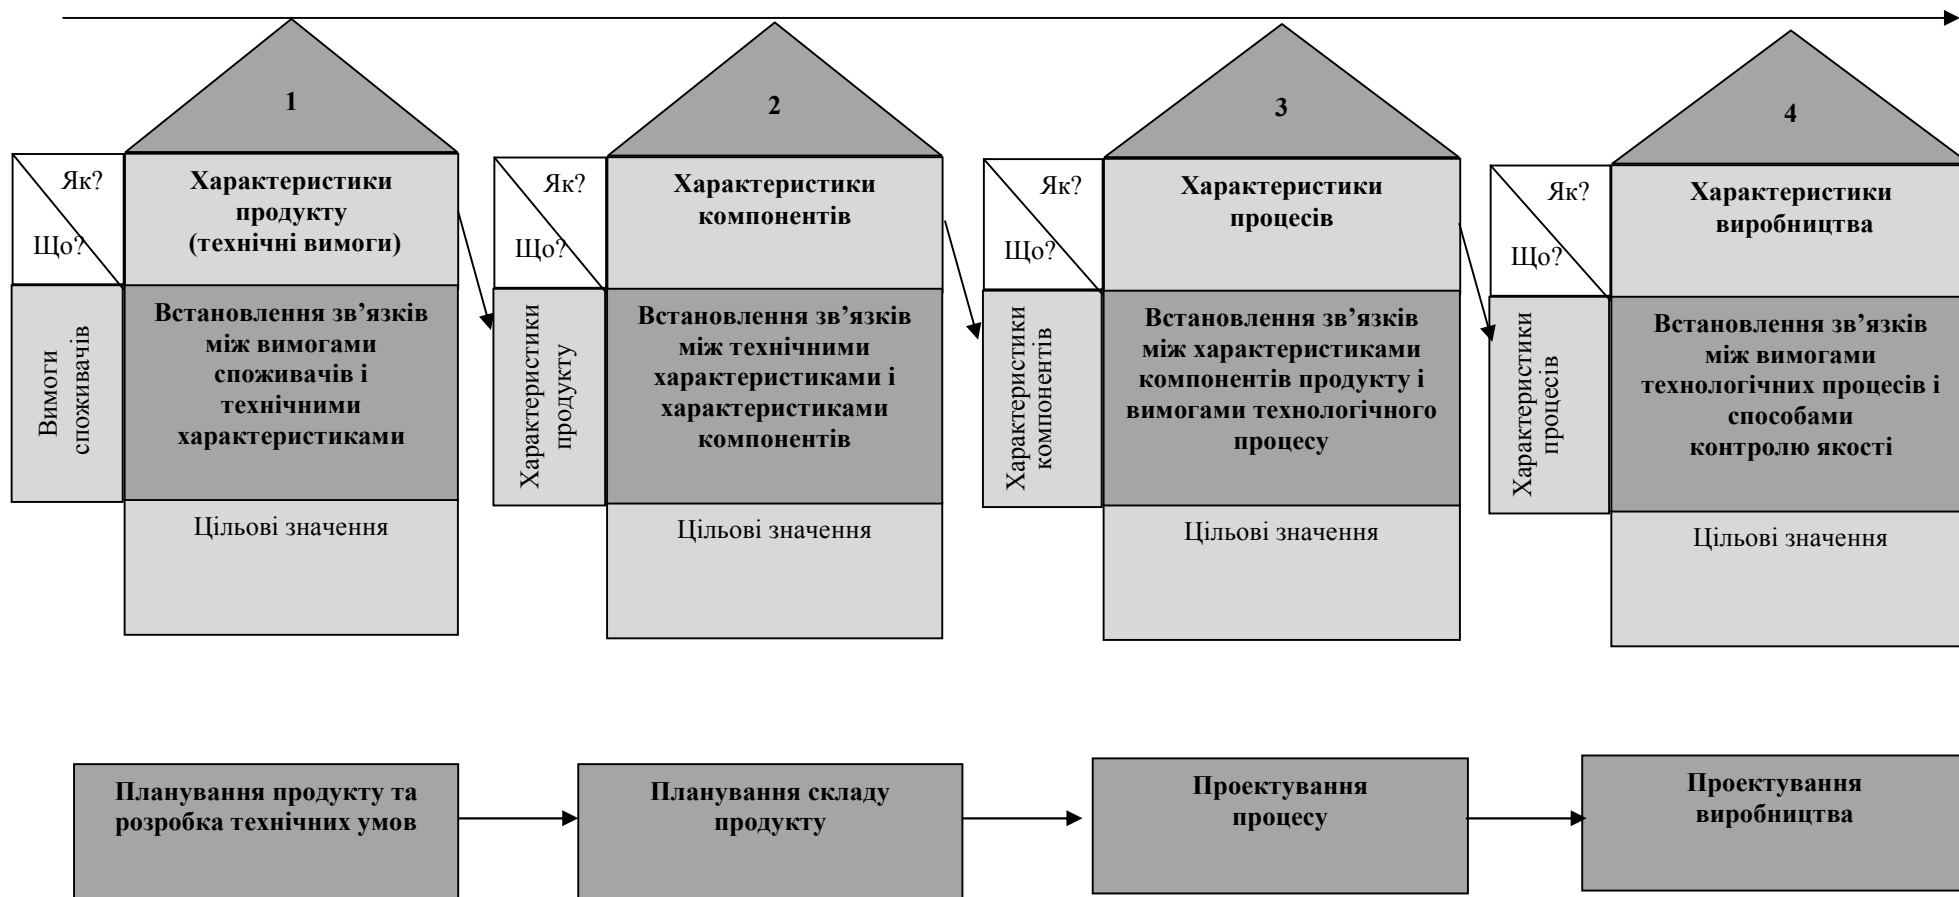 1
Як?
Що?
Характеристики
продукту
(технічні вимоги)
Вимоги
споживачів
Встановлення зв’язків
між вимогами
споживачів і
технічними
характеристиками
Цільові значення
2
Як?
Що?
Характеристики
компонентів
Характеристики
продукту
Встановлення зв’язків
між технічними
характеристиками і
характеристиками
компонентів
Цільові значення
3
Як?
Що?
Характеристики
процесів
Характеристики
компонентів
Встановлення зв’язків
між характеристиками
компонентів продукту і
вимогами технологічного
процесу
Цільові значення
4
Як?
Що?
Характеристики
виробництва
Характеристики
процесів
Встановлення зв’язків
між вимогами
технологічних процесів і
способами
контролю якості
Цільові значення
Планування продукту та
розробка технічних умов
Планування складу
продукту
Проектування
процесу
Проектування
виробництва